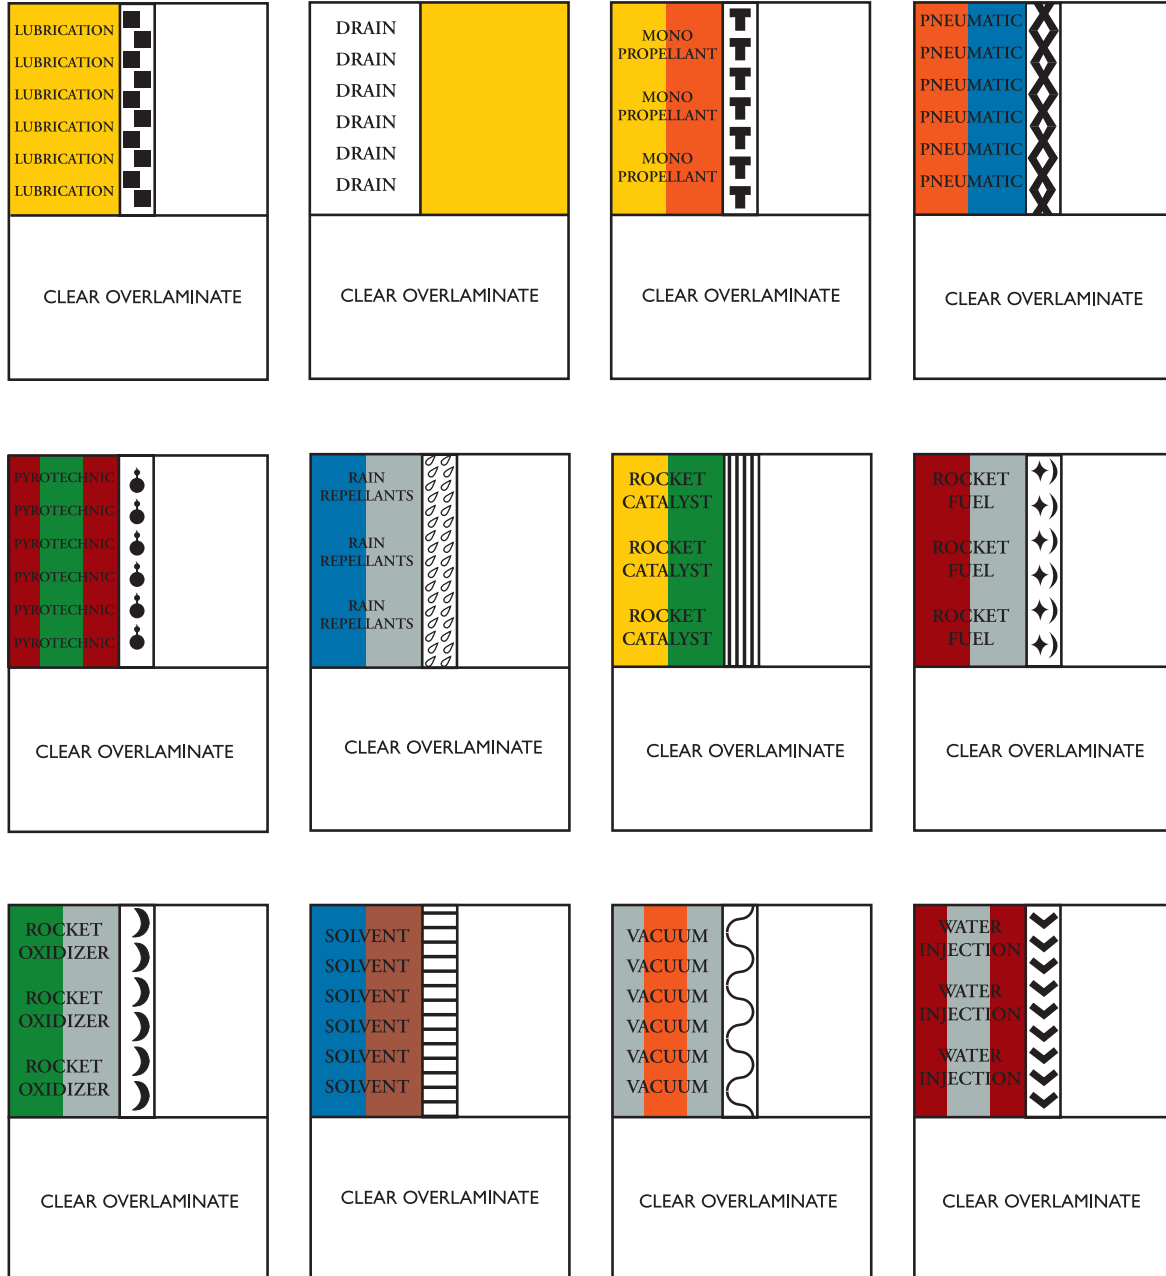 LUBRICATION
LUBRICATION
LUBRICATION
LUBRICATION
LUBRICATION
LUBRICATION
CLEAR OVERLAMINATE
DRAIN
DRAIN
DRAIN
DRAIN
DRAIN
DRAIN
CLEAR OVERLAMINATE
MONO
PROPELLANT
MONO
PROPELLANT
MONO
PROPELLANT
CLEAR OVERLAMINATE
PNEUMATIC
PNEUMATIC
PNEUMATIC
PNEUMATIC
PNEUMATIC
PNEUMATIC
CLEAR OVERLAMINATE
PYROTECHNIC
PYROTECHNIC
PYROTECHNIC
PYROTECHNIC
PYROTECHNIC
PYROTECHNIC
CLEAR OVERLAMINATE
RAIN
REPELLANTS
RAIN
REPELLANTS
RAIN
REPELLANTS
CLEAR OVERLAMINATE
ROCKET
CATALYST
ROCKET
CATALYST
ROCKET
CATALYST
CLEAR OVERLAMINATE
ROCKET
FUEL
ROCKET
FUEL
ROCKET
FUEL
CLEAR OVERLAMINATE
ROCKET
OXIDIZER
ROCKET
OXIDIZER
ROCKET
OXIDIZER
CLEAR OVERLAMINATE
SOLVENT
SOLVENT
SOLVENT
SOLVENT
SOLVENT
SOLVENT
CLEAR OVERLAMINATE
VACUUM
VACUUM
VACUUM
VACUUM
VACUUM
VACUUM
CLEAR OVERLAMINATE
WATER
INJECTION
WATER
INJECTION
WATER
INJECTION
CLEAR OVERLAMINATE